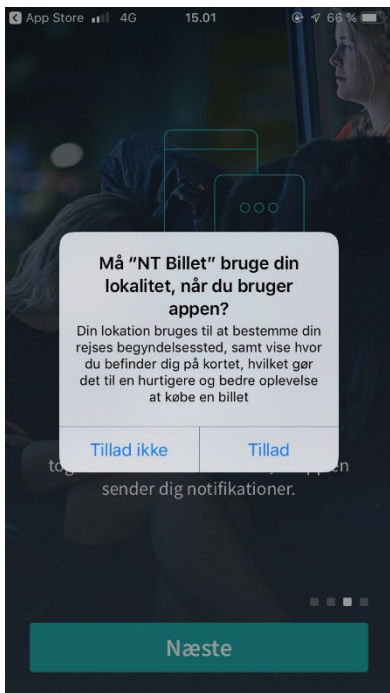 App Store 4G 15.01 66 %
Må “NT Billet” bruge din
lokalitet, når du bruger
appen?
Din lokation bruges til at bestemme din
rejses begyndelsessted, samt vise hvor
du befinder dig på kortet, hvilket gør
det til en hurtigere og bedre oplevelse
at købe en billet
Tillad ikke Tillad
sender dig notifikationer.
Næste